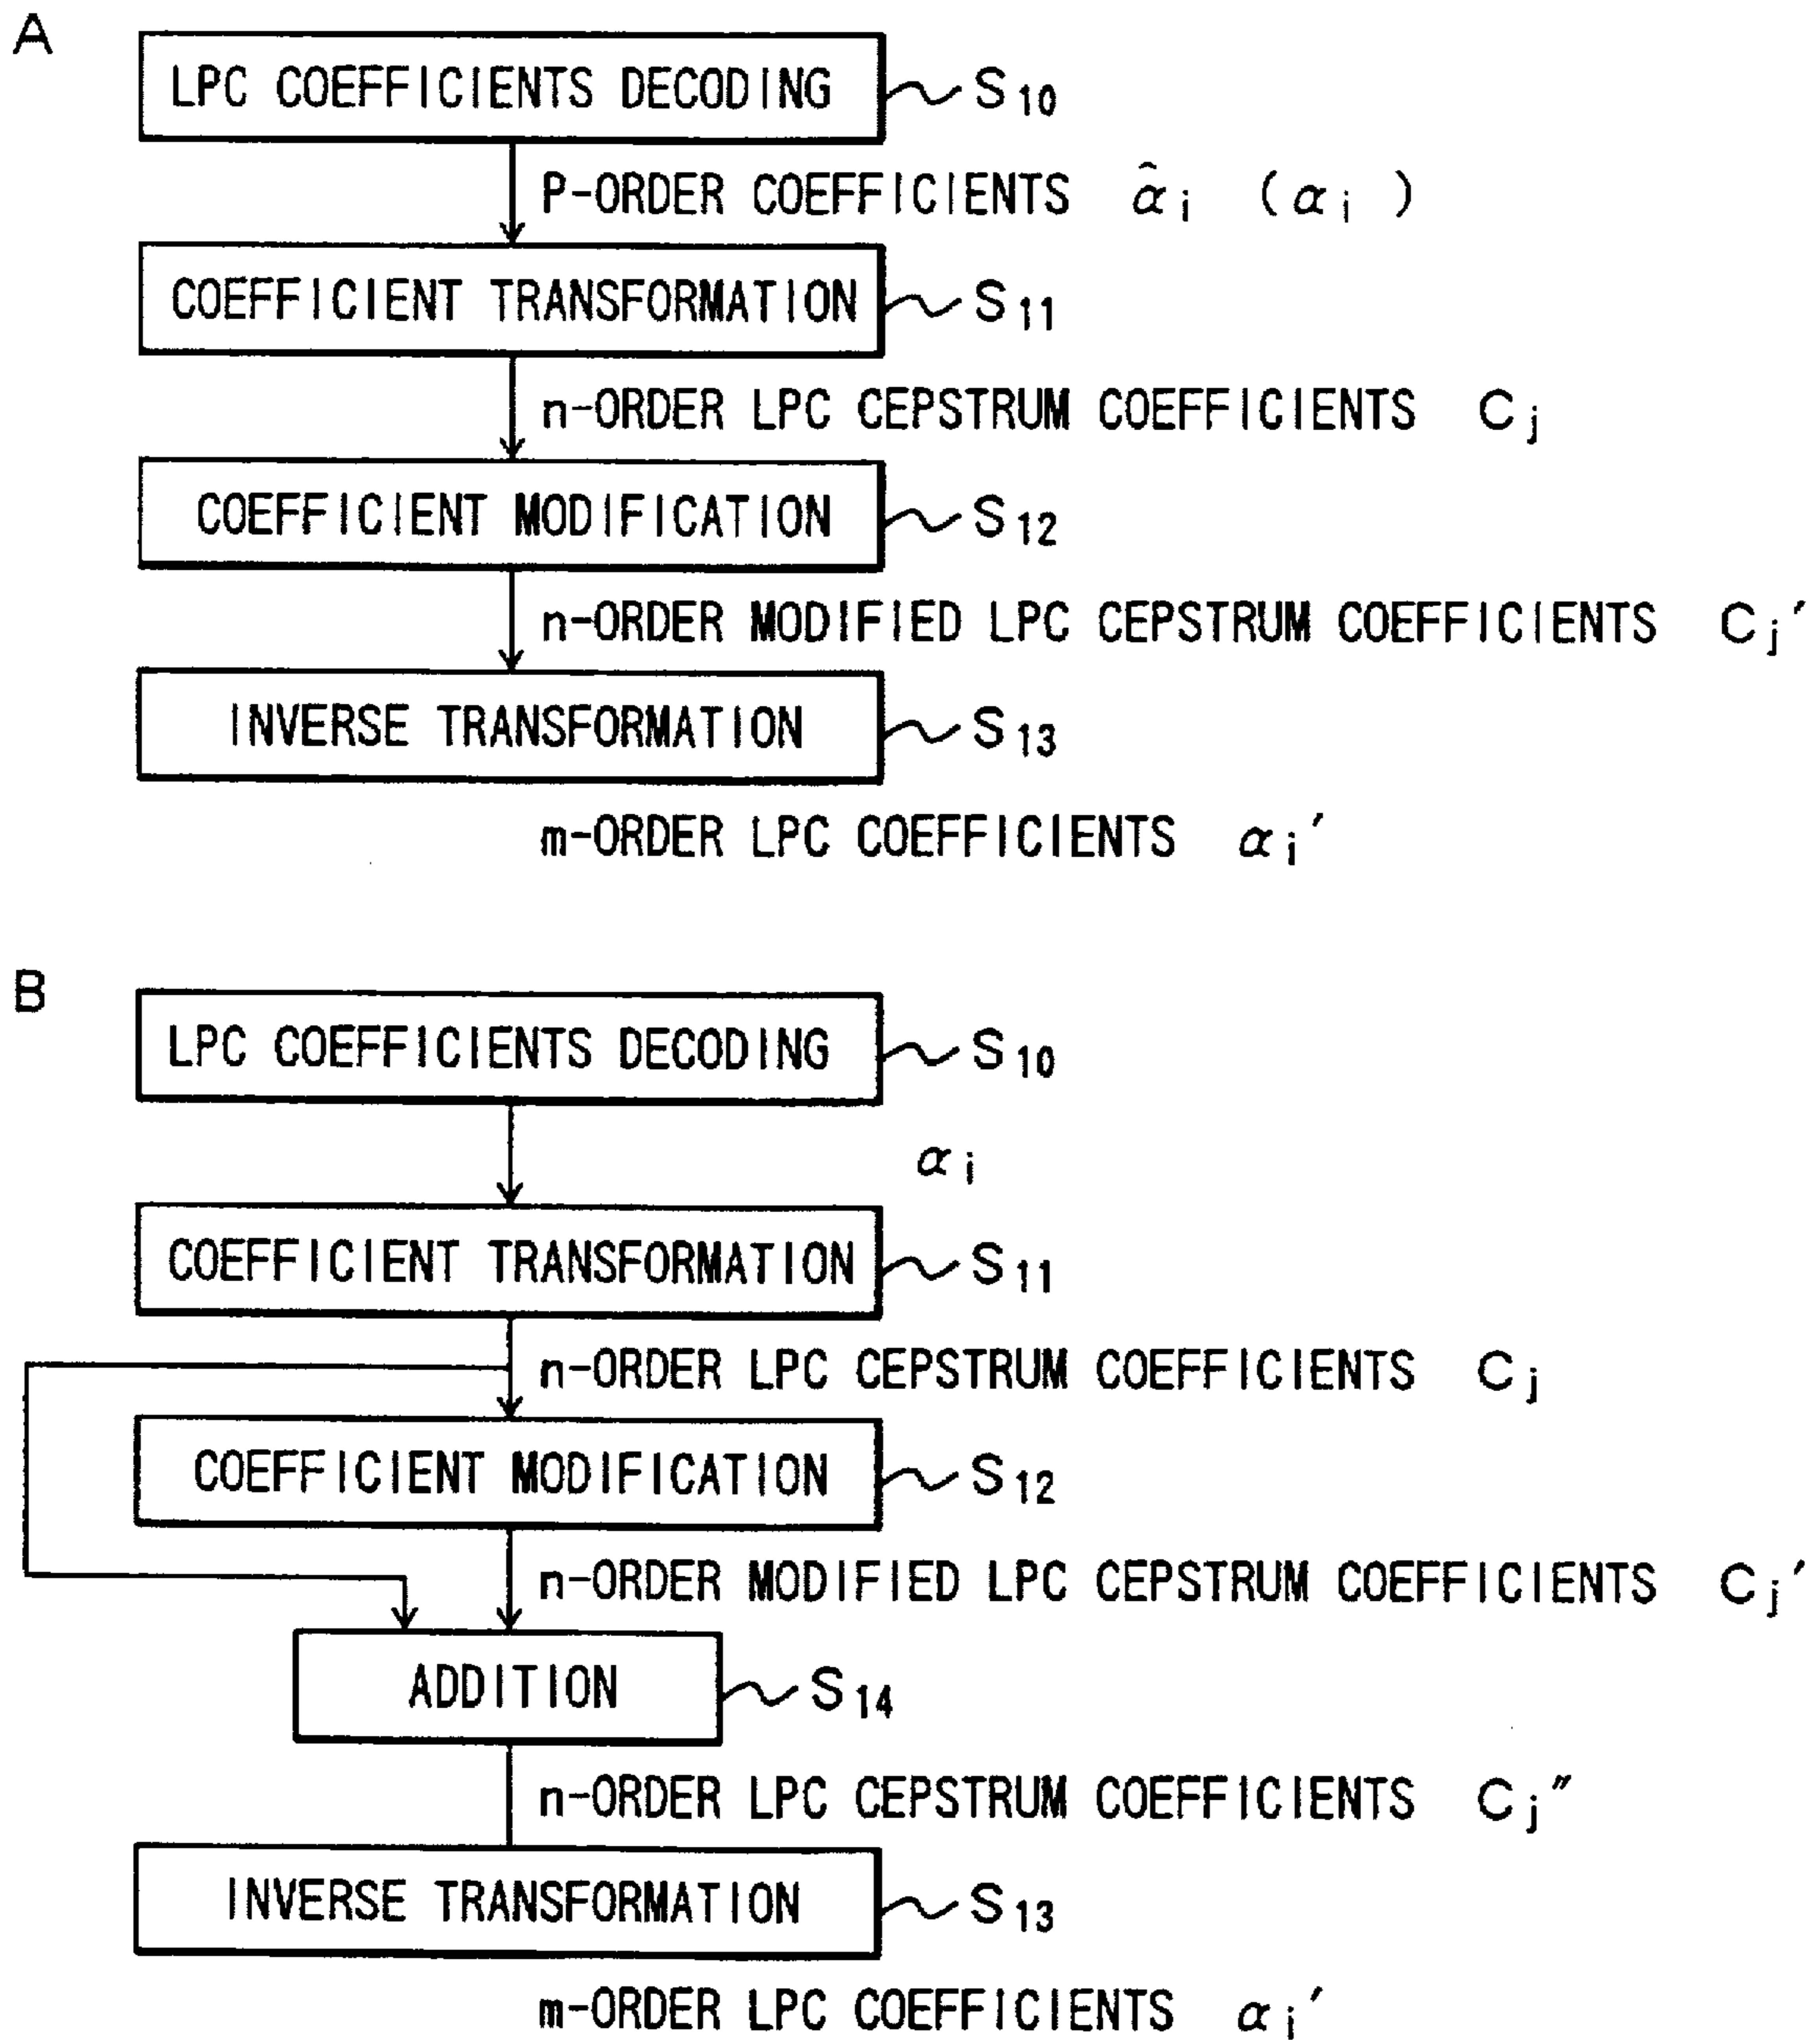 A
LPC COEFFICIENTS DECODING S10
P-ORDER COEFFICIENTS α̂i (αi)
COEFFICIENT TRANSFORMATION S11
n-ORDER LPC CEPSTRUM COEFFICIENTS Cj
COEFFICIENT MODIFICATION S12
n-ORDER MODIFIED LPC CEPSTRUM COEFFICIENTS Cj′
INVERSE TRANSFORMATION S13
m-ORDER LPC COEFFICIENTS αi′
B
LPC COEFFICIENTS DECODING S10
αi
COEFFICIENT TRANSFORMATION S11
n-ORDER LPC CEPSTRUM COEFFICIENTS Cj
COEFFICIENT MODIFICATION S12
n-ORDER MODIFIED LPC CEPSTRUM COEFFICIENTS Cj′
ADDITION S14
n-ORDER LPC CEPSTRUM COEFFICIENTS Cj″
INVERSE TRANSFORMATION S13
m-ORDER LPC COEFFICIENTS αi′